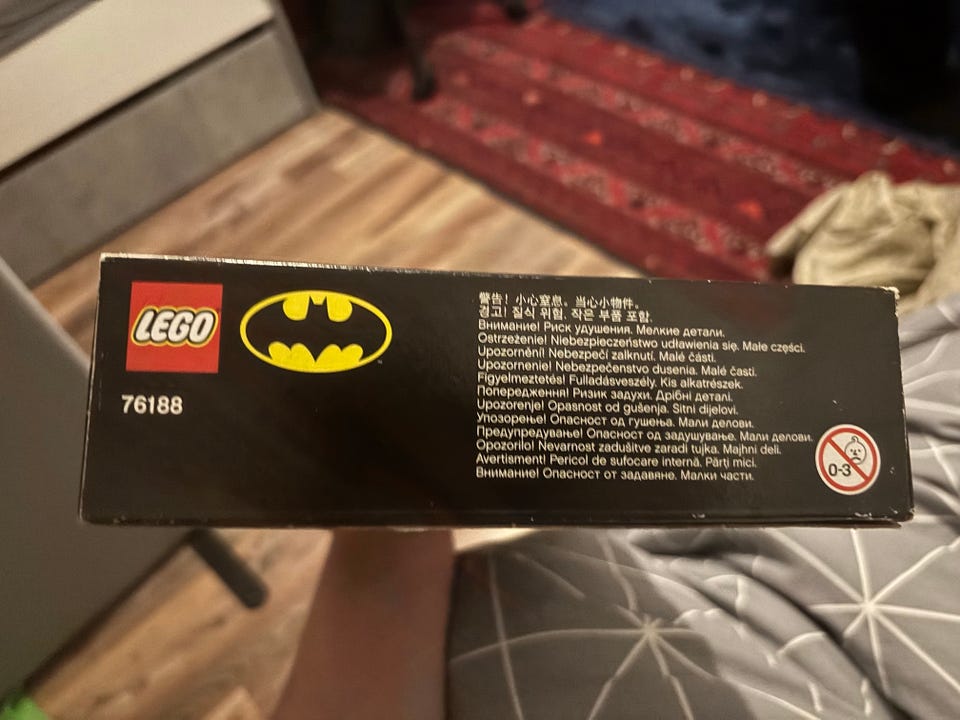 LEGO
76188
警告! 小心窒息。当心小物件。
경고! 질식 위험. 작은 부품 포함.
Внимание! Риск удушения. Мелкие детали.
Ostrzeżenie! Niebezpieczeństwo udławienia się. Małe części.
Upozornění! Nebezpečí zalknutí. Malé části.
Upozornenie! Nebezpečenstvo dusenia. Malé časti.
Figyelmeztetés! Fulladásveszély. Kis alkatrészek.
Попередження! Ризик задухи. Дрібні деталі.
Upozorenje! Opasnost od gušenja. Sitni dijelovi.
Упозорење! Опасност од гушења. Мали делови.
Предупредување! Опасност од задушување. Мали делови.
Opozorilo! Nevarnost zadušitve zaradi tujka. Majhni deli.
Avertisment! Pericol de sufocare internă. Părţi mici.
Внимание! Опасност от задавяне. Малки части.
0-3